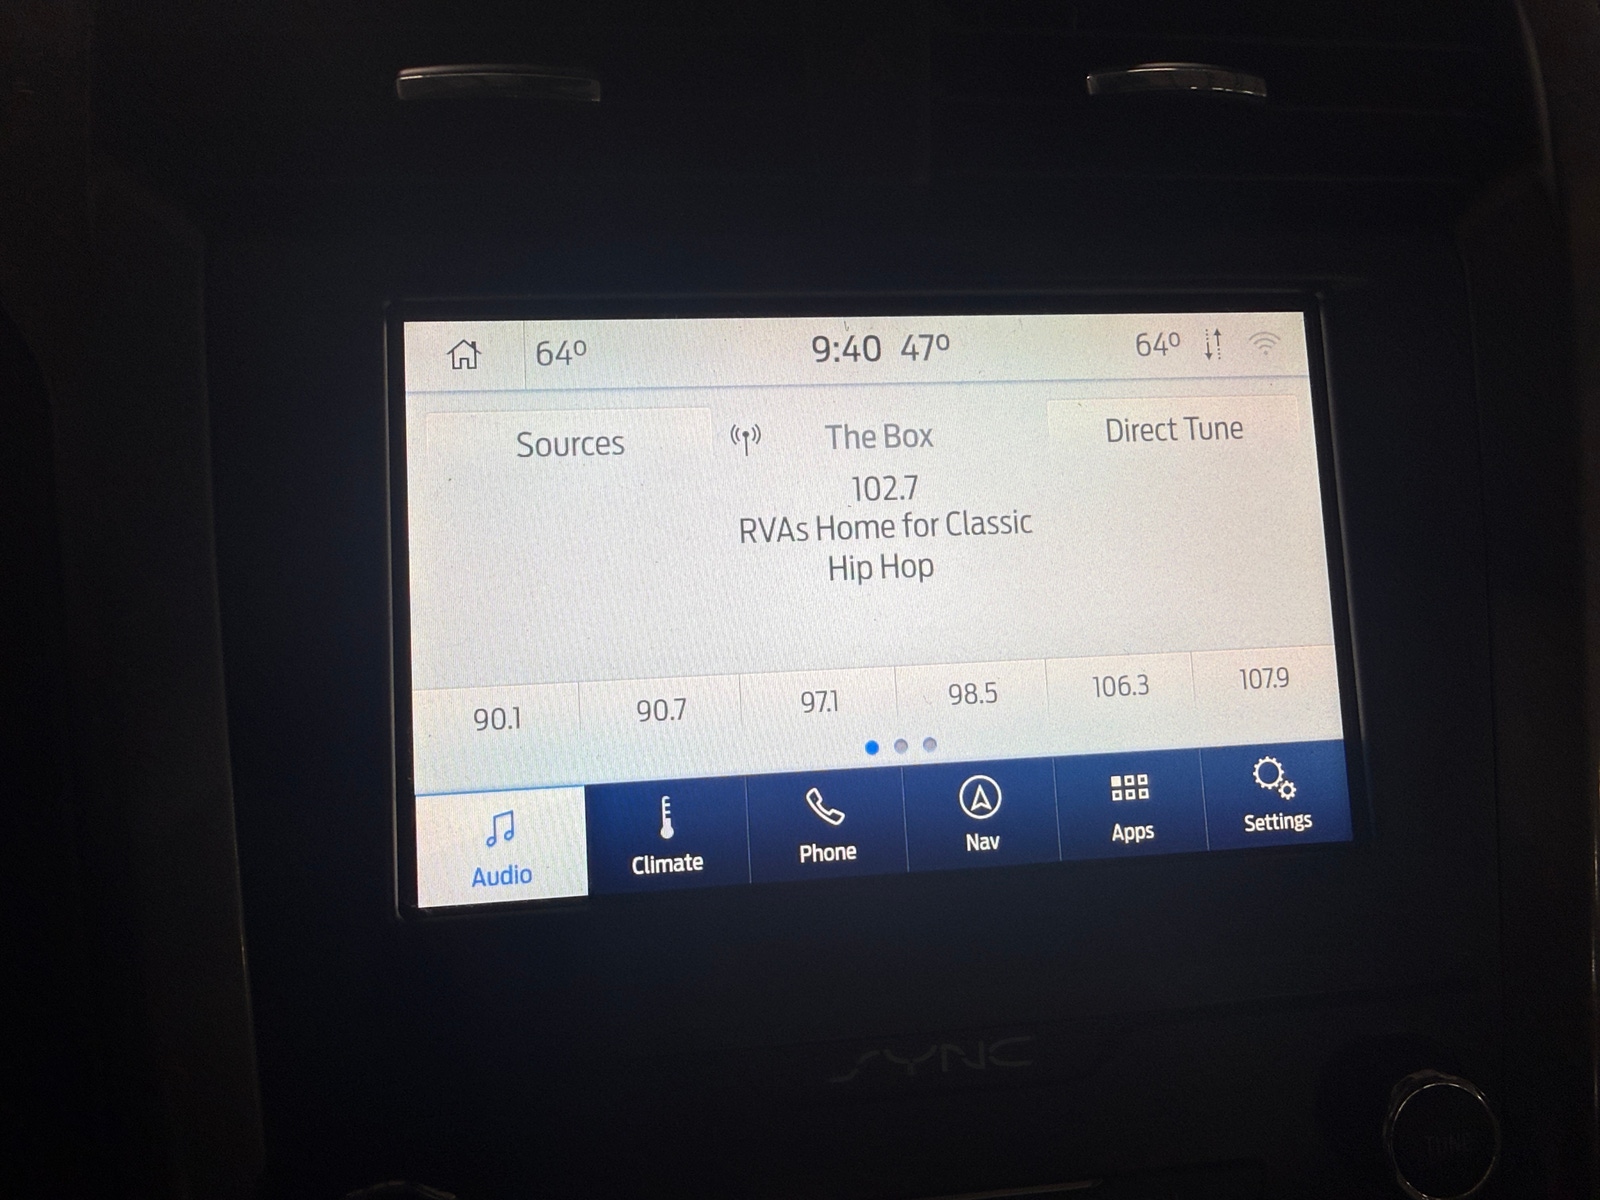 64° 9:40 47° 64°
Sources The Box Direct Tune
102.7
RVAs Home for Classic
Hip Hop
90.1 90.7 97.1 98.5 106.3 107.9
Audio Climate Phone Nav Apps Settings
SYNC
TUNE